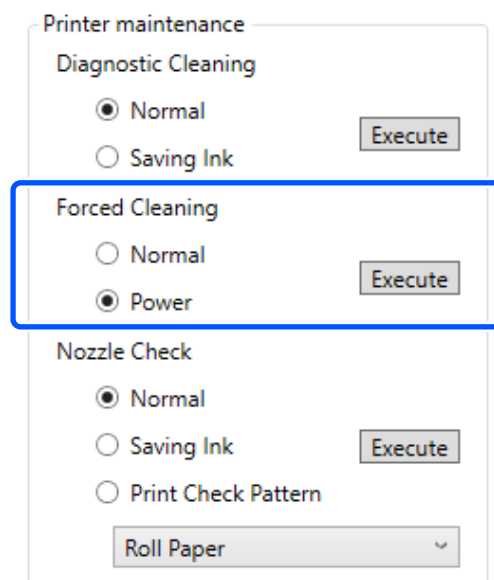 Printer maintenance
Diagnostic Cleaning
Normal
Execute
Saving Ink
Forced Cleaning
Normal
Execute
Power
Nozzle Check
Normal
Saving Ink
Execute
Print Check Pattern
Roll Paper